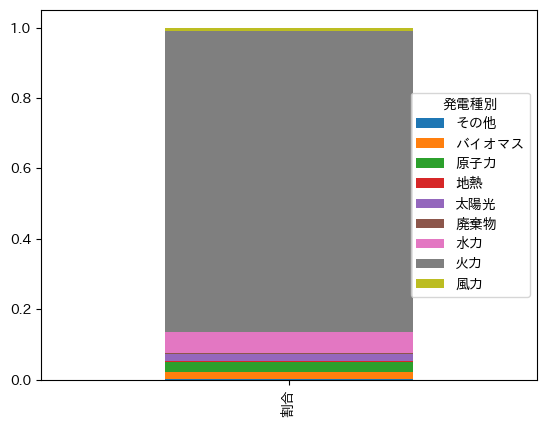 1.0
0.8
0.6
0.4
0.2
0.0
発電種別
その他
バイオマス
原子力
地熱
太陽光
廃棄物
水力
火力
風力
割合